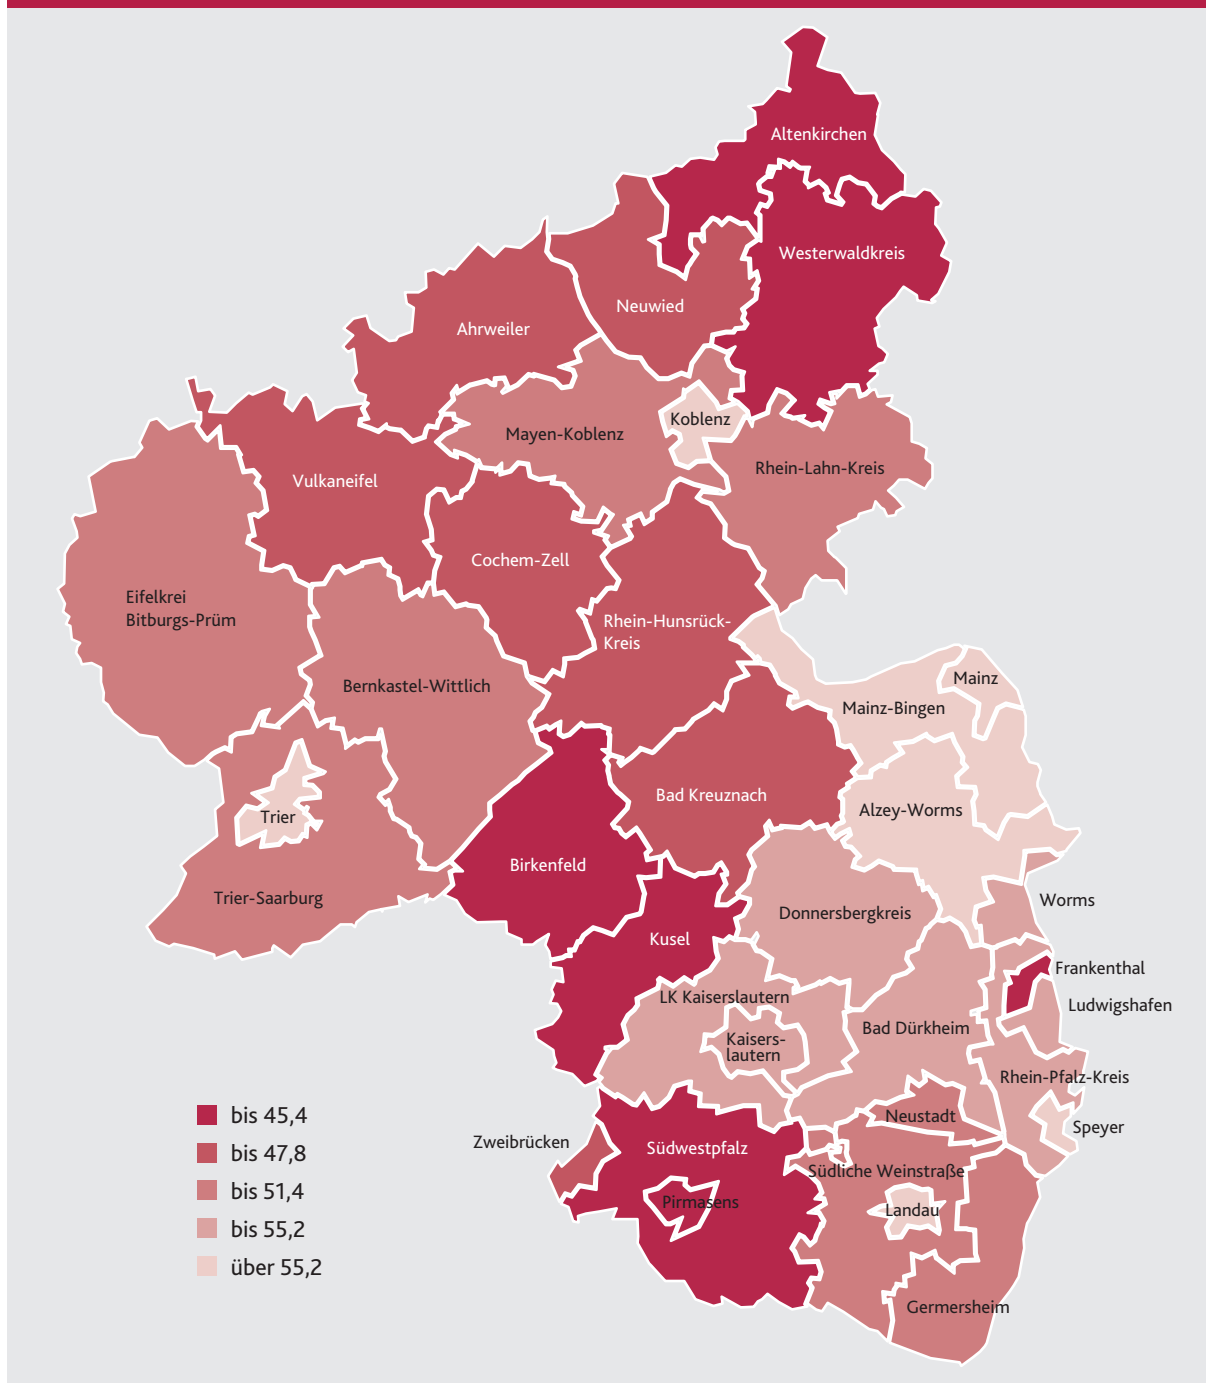 Altenkirchen
Westerwaldkreis
Neuwied
Ahrweiler
Koblenz
Mayen-Koblenz
Rhein-Lahn-Kreis
Vulkaneifel
Cochem-Zell
Eifelkrei
Bitburgs-Prüm
Rhein-Hunsrück-
Kreis
Bernkastel-Wittlich
Mainz
Mainz-Bingen
Bad Kreuznach
Alzey-Worms
Trier
Birkenfeld
Trier-Saarburg
Worms
Donnersbergkreis
Kusel
Frankenthal
LK Kaiserslautern
Ludwigshafen
Bad Dürkheim
Kaisers-
lautern
Rhein-Pfalz-Kreis
Neustadt
Speyer
Zweibrücken
Südwestpfalz
Südliche Weinstraße
Pirmasens
Landau
Germersheim
bis 45,4
bis 47,8
bis 51,4
bis 55,2
über 55,2